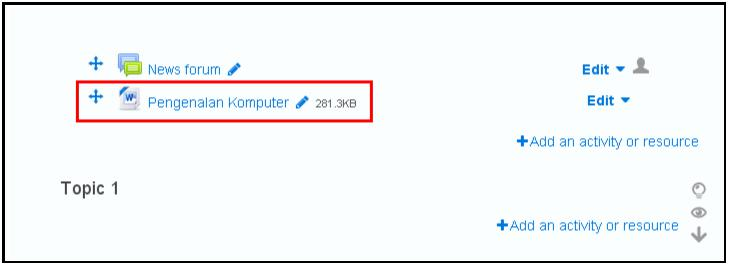 News forum Edit
Pengenalan Komputer 281.3KB Edit
Add an activity or resource
Topic 1
Add an activity or resource